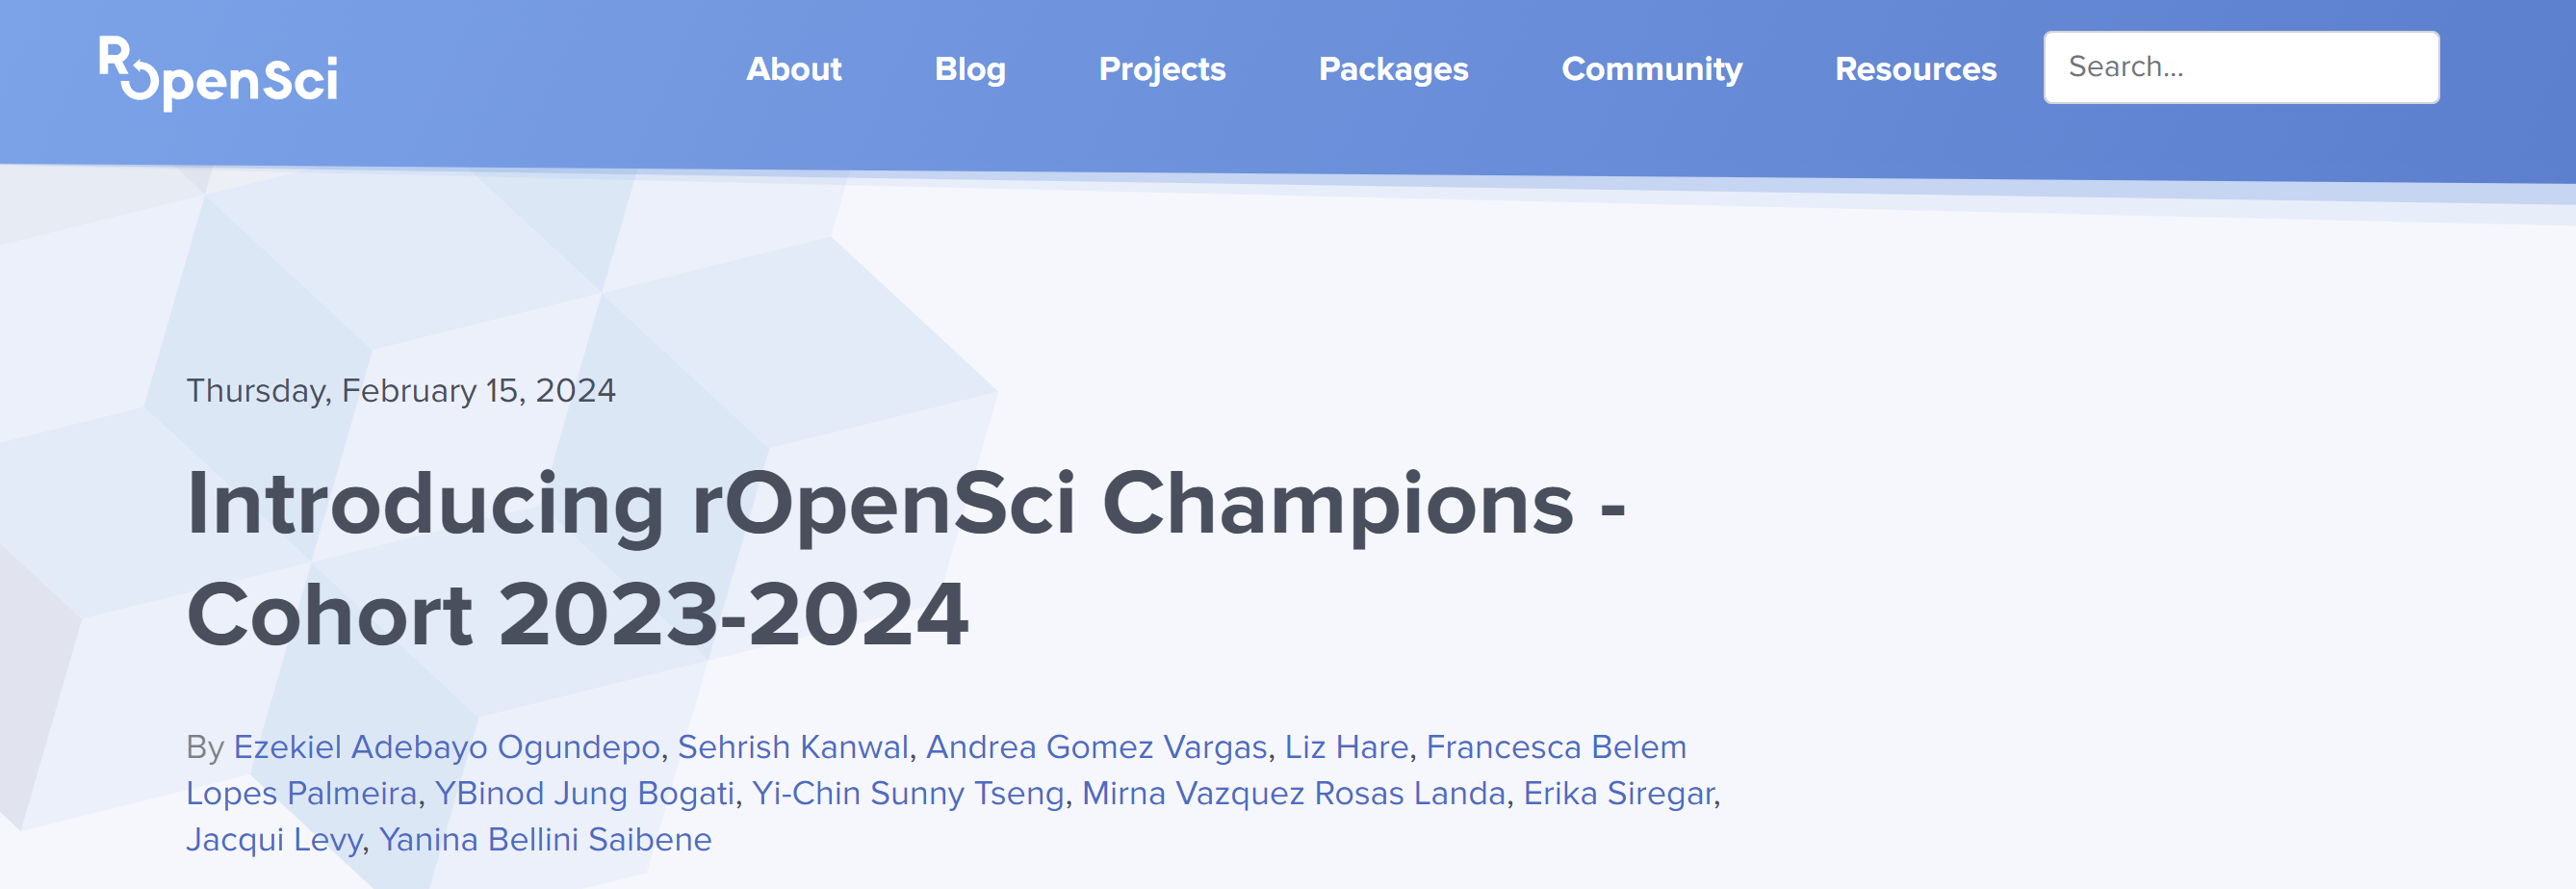 ROpenSci
About Blog Projects Packages Community Resources Search...
Thursday, February 15, 2024
Introducing rOpenSci Champions -
Cohort 2023-2024
By Ezekiel Adebayo Ogundepo, Sehrish Kanwal, Andrea Gomez Vargas, Liz Hare, Francesca Belem
Lopes Palmeira, YBinod Jung Bogati, Yi-Chin Sunny Tseng, Mirna Vazquez Rosas Landa, Erika Siregar,
Jacqui Levy, Yanina Bellini Saibene